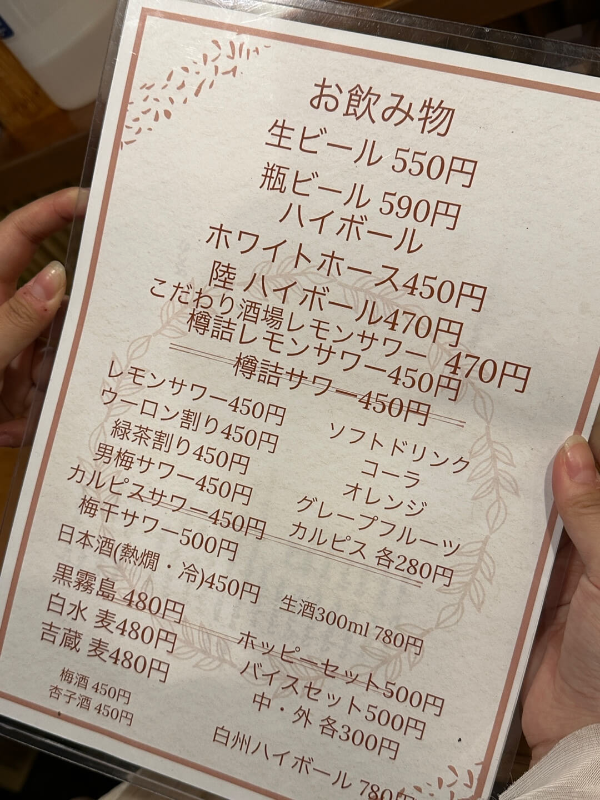 お飲み物
生ビール 550円
瓶ビール 590円
ハイボール
ホワイトホース450円
陸 ハイボール470円
こだわり酒場レモンサワー 470円
樽詰レモンサワー450円
樽詰サワー450円
レモンサワー450円
ウーロン割り450円
緑茶割り450円
男梅サワー450円
カルピスサワー450円
梅干サワー500円
ソフトドリンク
コーラ
オレンジ
グレープフルーツ
カルピス 各280円
日本酒(熱燗・冷)450円
生酒300ml 780円
黒霧島 480円
白水 麦480円
吉蔵 麦480円
ホッピーセット500円
バイスセット500円
中・外 各300円
梅酒 450円
杏子酒 450円
白州ハイボール 780円